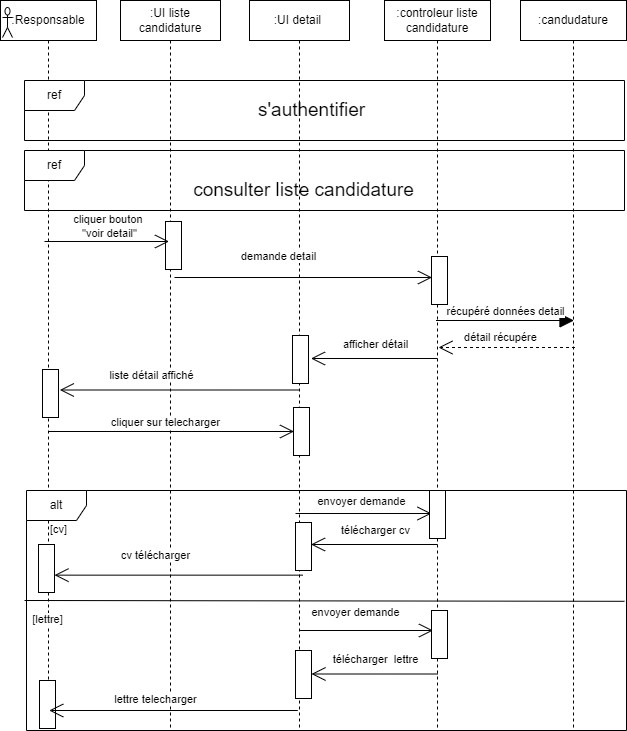 :Responsable
:UI liste
candidature
:UI detail
:controleur liste
candidature
:candudature
ref
s'authentifier
ref
consulter liste candidature
cliquer bouton
"voir detail"
demande detail
récupéré données detail
détail récupére
afficher détail
liste détail affiché
cliquer sur telecharger
alt
envoyer demande
[cv]
télécharger cv
cv télécharger
envoyer demande
[lettre]
télécharger lettre
lettre telecharger